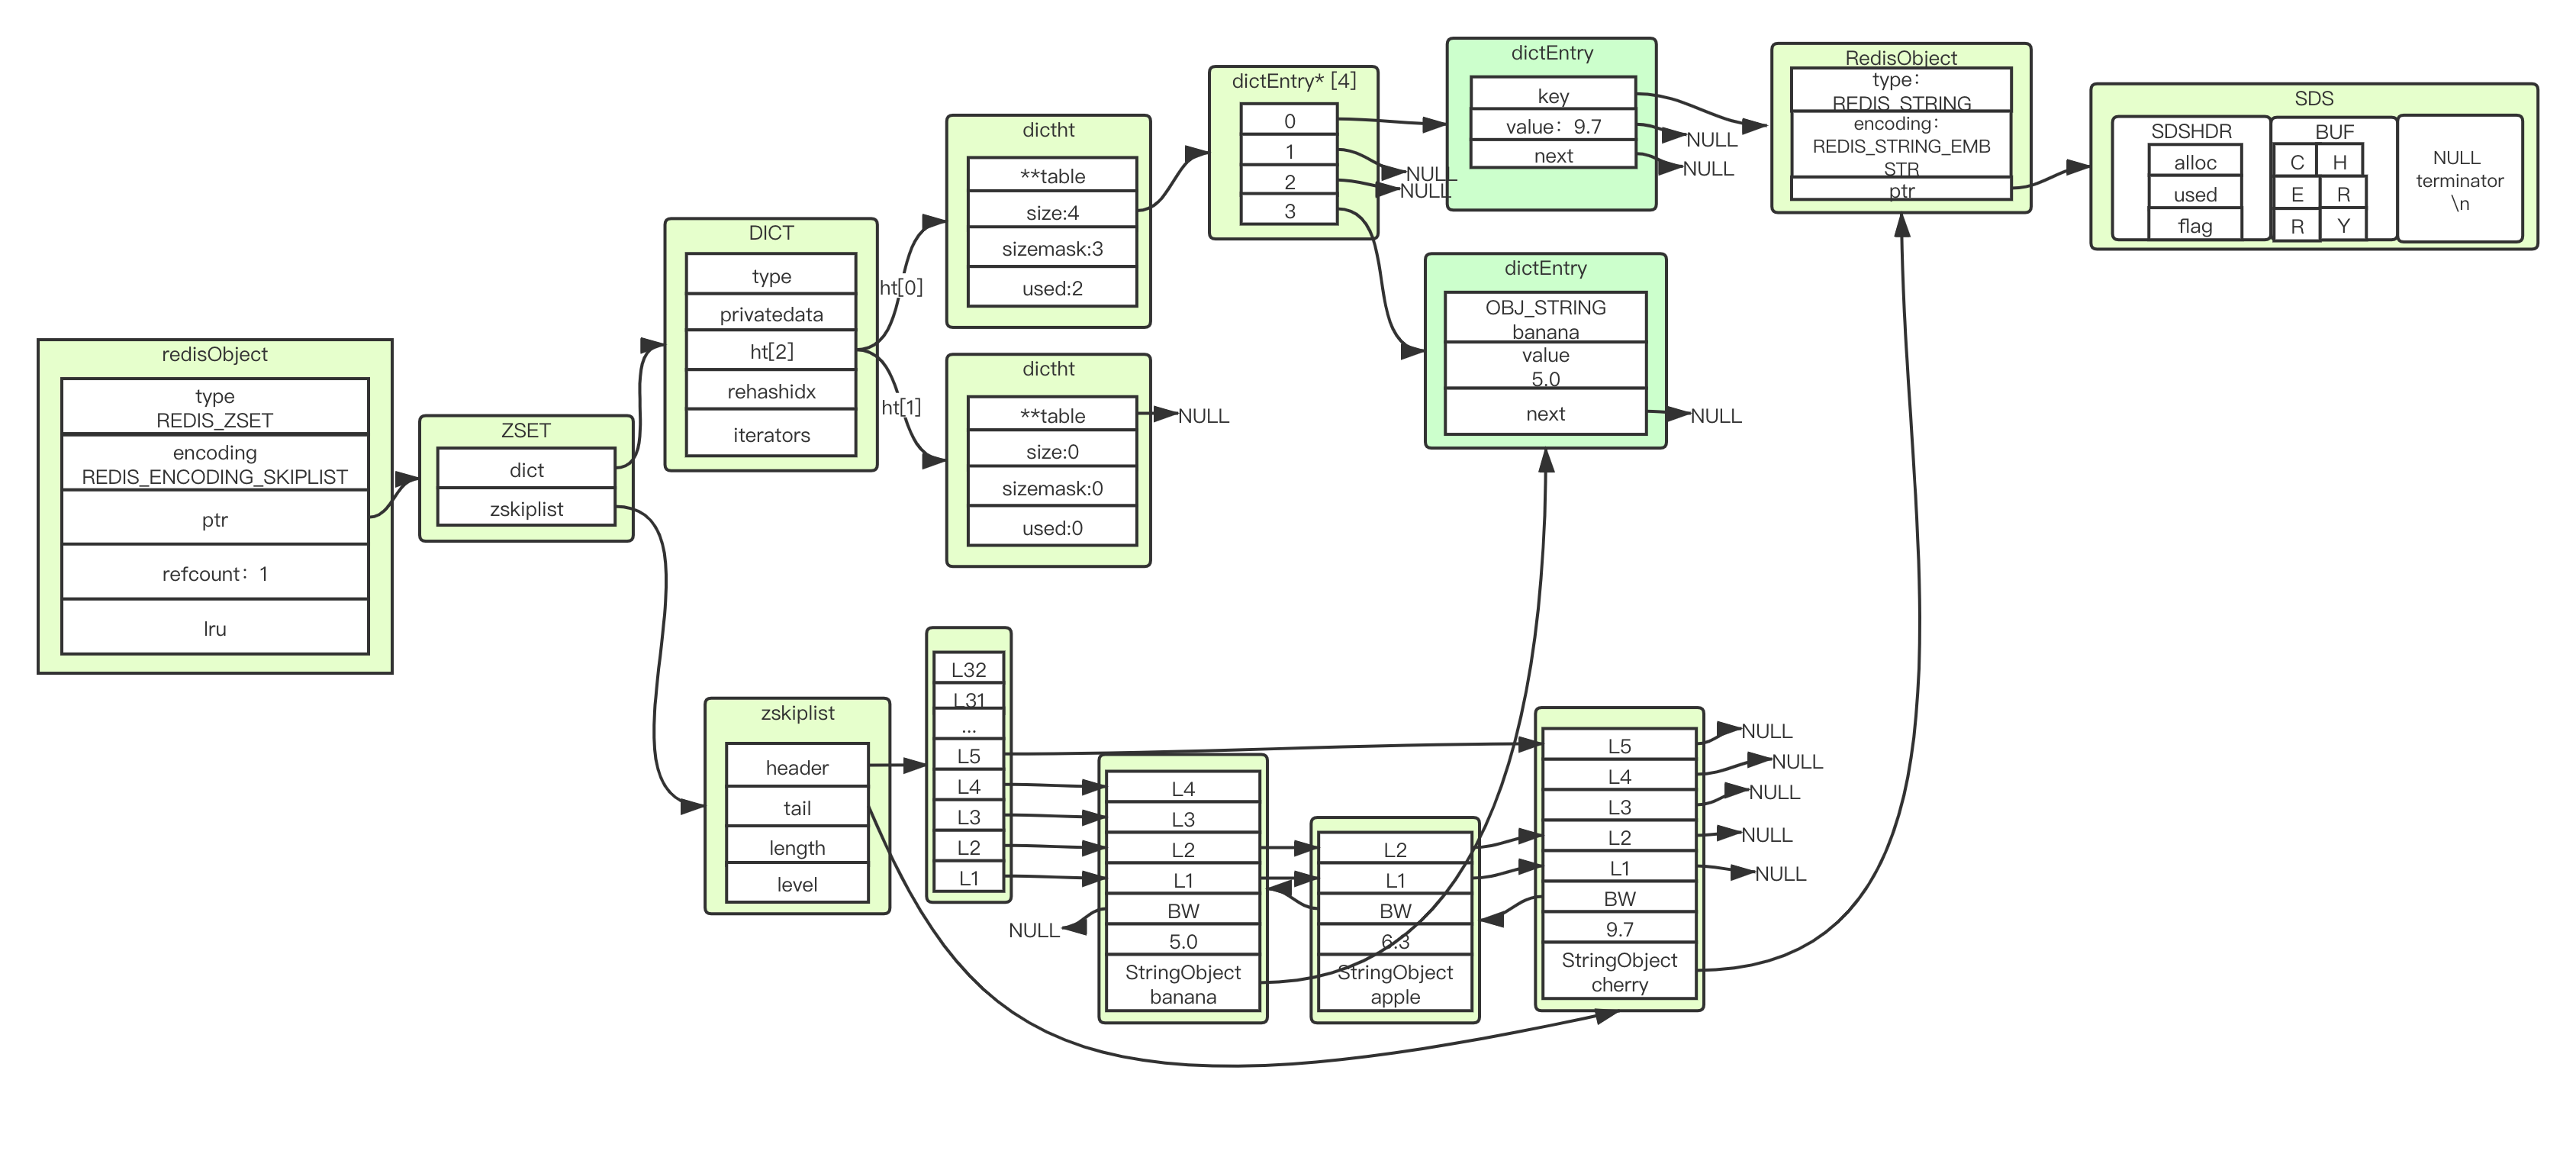 redisObject
type
REDIS_ZSET
encoding
REDIS_ENCODING_SKIPLIST
ptr
refcount：1
lru
ZSET
dict
zskiplist
DICT
type
privatedata
ht[2]
rehashidx
iterators
ht[0]
ht[1]
dictht
**table
size:4
sizemask:3
used:2
dictht
**table
size:0
sizemask:0
used:0
NULL
dictEntry* [4]
0
1
2
3
NULL
NULL
dictEntry
key
value：9.7
next
NULL
NULL
dictEntry
OBJ_STRING
banana
value
5.0
next
NULL
RedisObject
type：
REDIS_STRING
encoding：
REDIS_STRING_EMB
STR
ptr
SDS
SDSHDR
alloc
used
flag
BUF
C H
E R
R Y
NULL
terminator
\n
zskiplist
header
tail
length
level
L32
L31
...
L5
L4
L3
L2
L1
NULL
L4
L3
L2
L1
BW
5.0
StringObject
banana
L2
L1
BW
6.3
StringObject
apple
L5
L4
L3
L2
L1
BW
9.7
StringObject
cherry
NULL
NULL
NULL
NULL
NULL